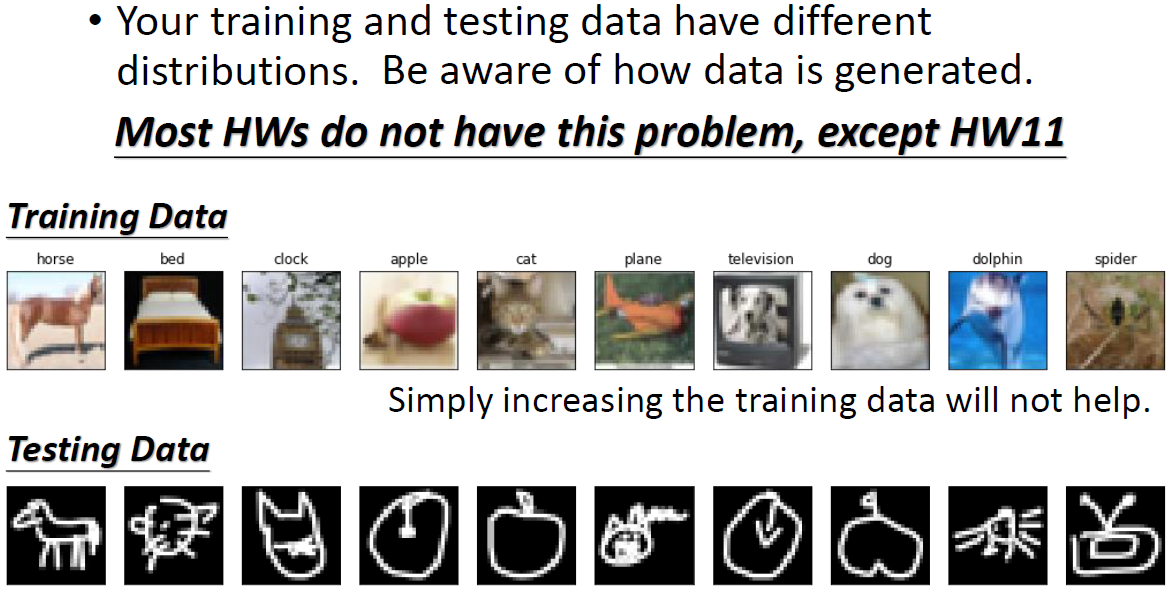 • Your training and testing data have different
distributions. Be aware of how data is generated.
Most HWs do not have this problem, except HW11
Training Data
horse bed clock apple cat plane television dog dolphin spider
Simply increasing the training data will not help.
Testing Data